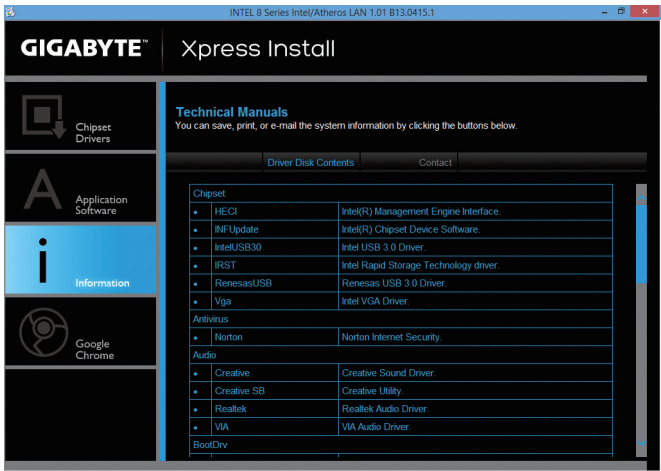 INTEL 8 Series Intel/Atheros LAN 1.01 B13.0415.1
GIGABYTE™ Xpress Install
Chipset
Drivers
Application
Software
Information
Google
Chrome
Technical Manuals
You can save, print, or e-mail the system information by clicking the buttons below.
Driver Disk Contents Contact
Chipset
• HECI Intel(R) Management Engine Interface.
• INFUpdate Intel(R) Chipset Device Software.
• IntelUSB30 Intel USB 3.0 Driver.
• IRST Intel Rapid Storage Technology driver.
• RenesasUSB Renesas USB 3.0 Driver.
• Vga Intel VGA Driver.
Antivirus
• Norton Norton Internet Security.
Audio
• Creative Creative Sound Driver.
• Creative SB Creative Utility.
• Realtek Realtek Audio Driver.
• VIA VIA Audio Driver.
BootDrv